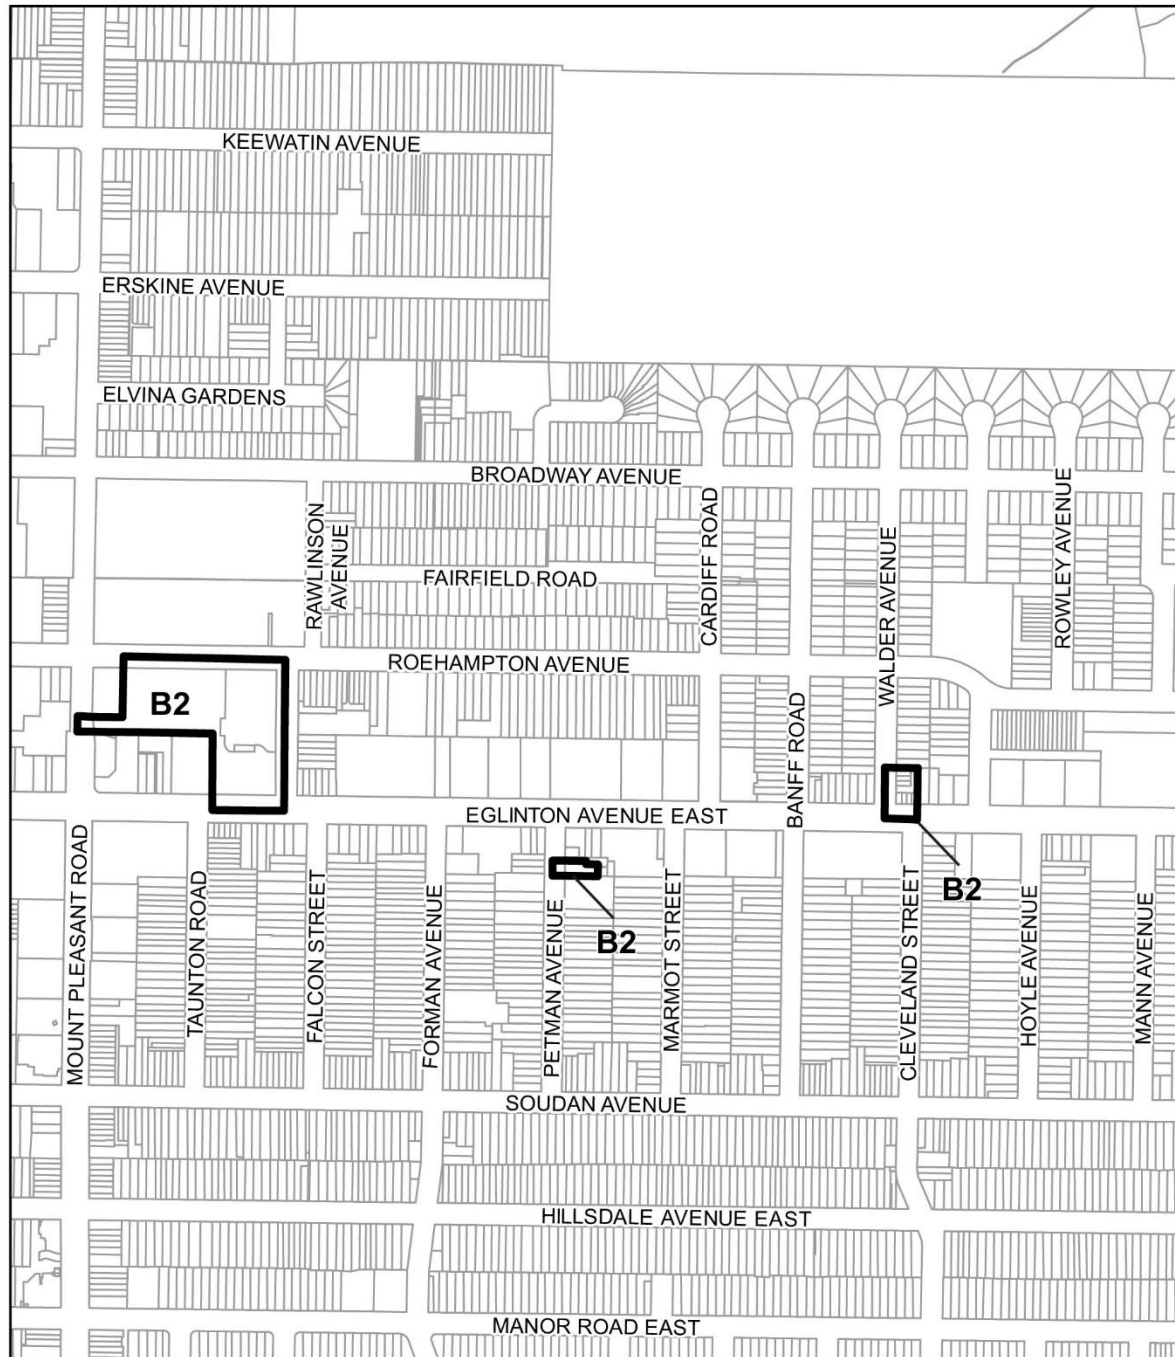 KEEWATIN AVENUE
ERSKINE AVENUE
ELVINA GARDENS
BROADWAY AVENUE
RAWLINSON
AVENUE
FAIRFIELD ROAD
CARDIFF ROAD
WALDER AVENUE
ROWLEY AVENUE
ROEHAMPTON AVENUE
B2
BANFF ROAD
EGLINTON AVENUE EAST
MOUNT PLEASANT ROAD
TAUNTON ROAD
FALCON STREET
FORMAN AVENUE
PETMAN AVENUE
B2
MARMOT STREET
CLEVELAND STREET
B2
HOYLE AVENUE
MANN AVENUE
SOUDAN AVENUE
HILLSDALE AVENUE EAST
MANOR ROAD EAST